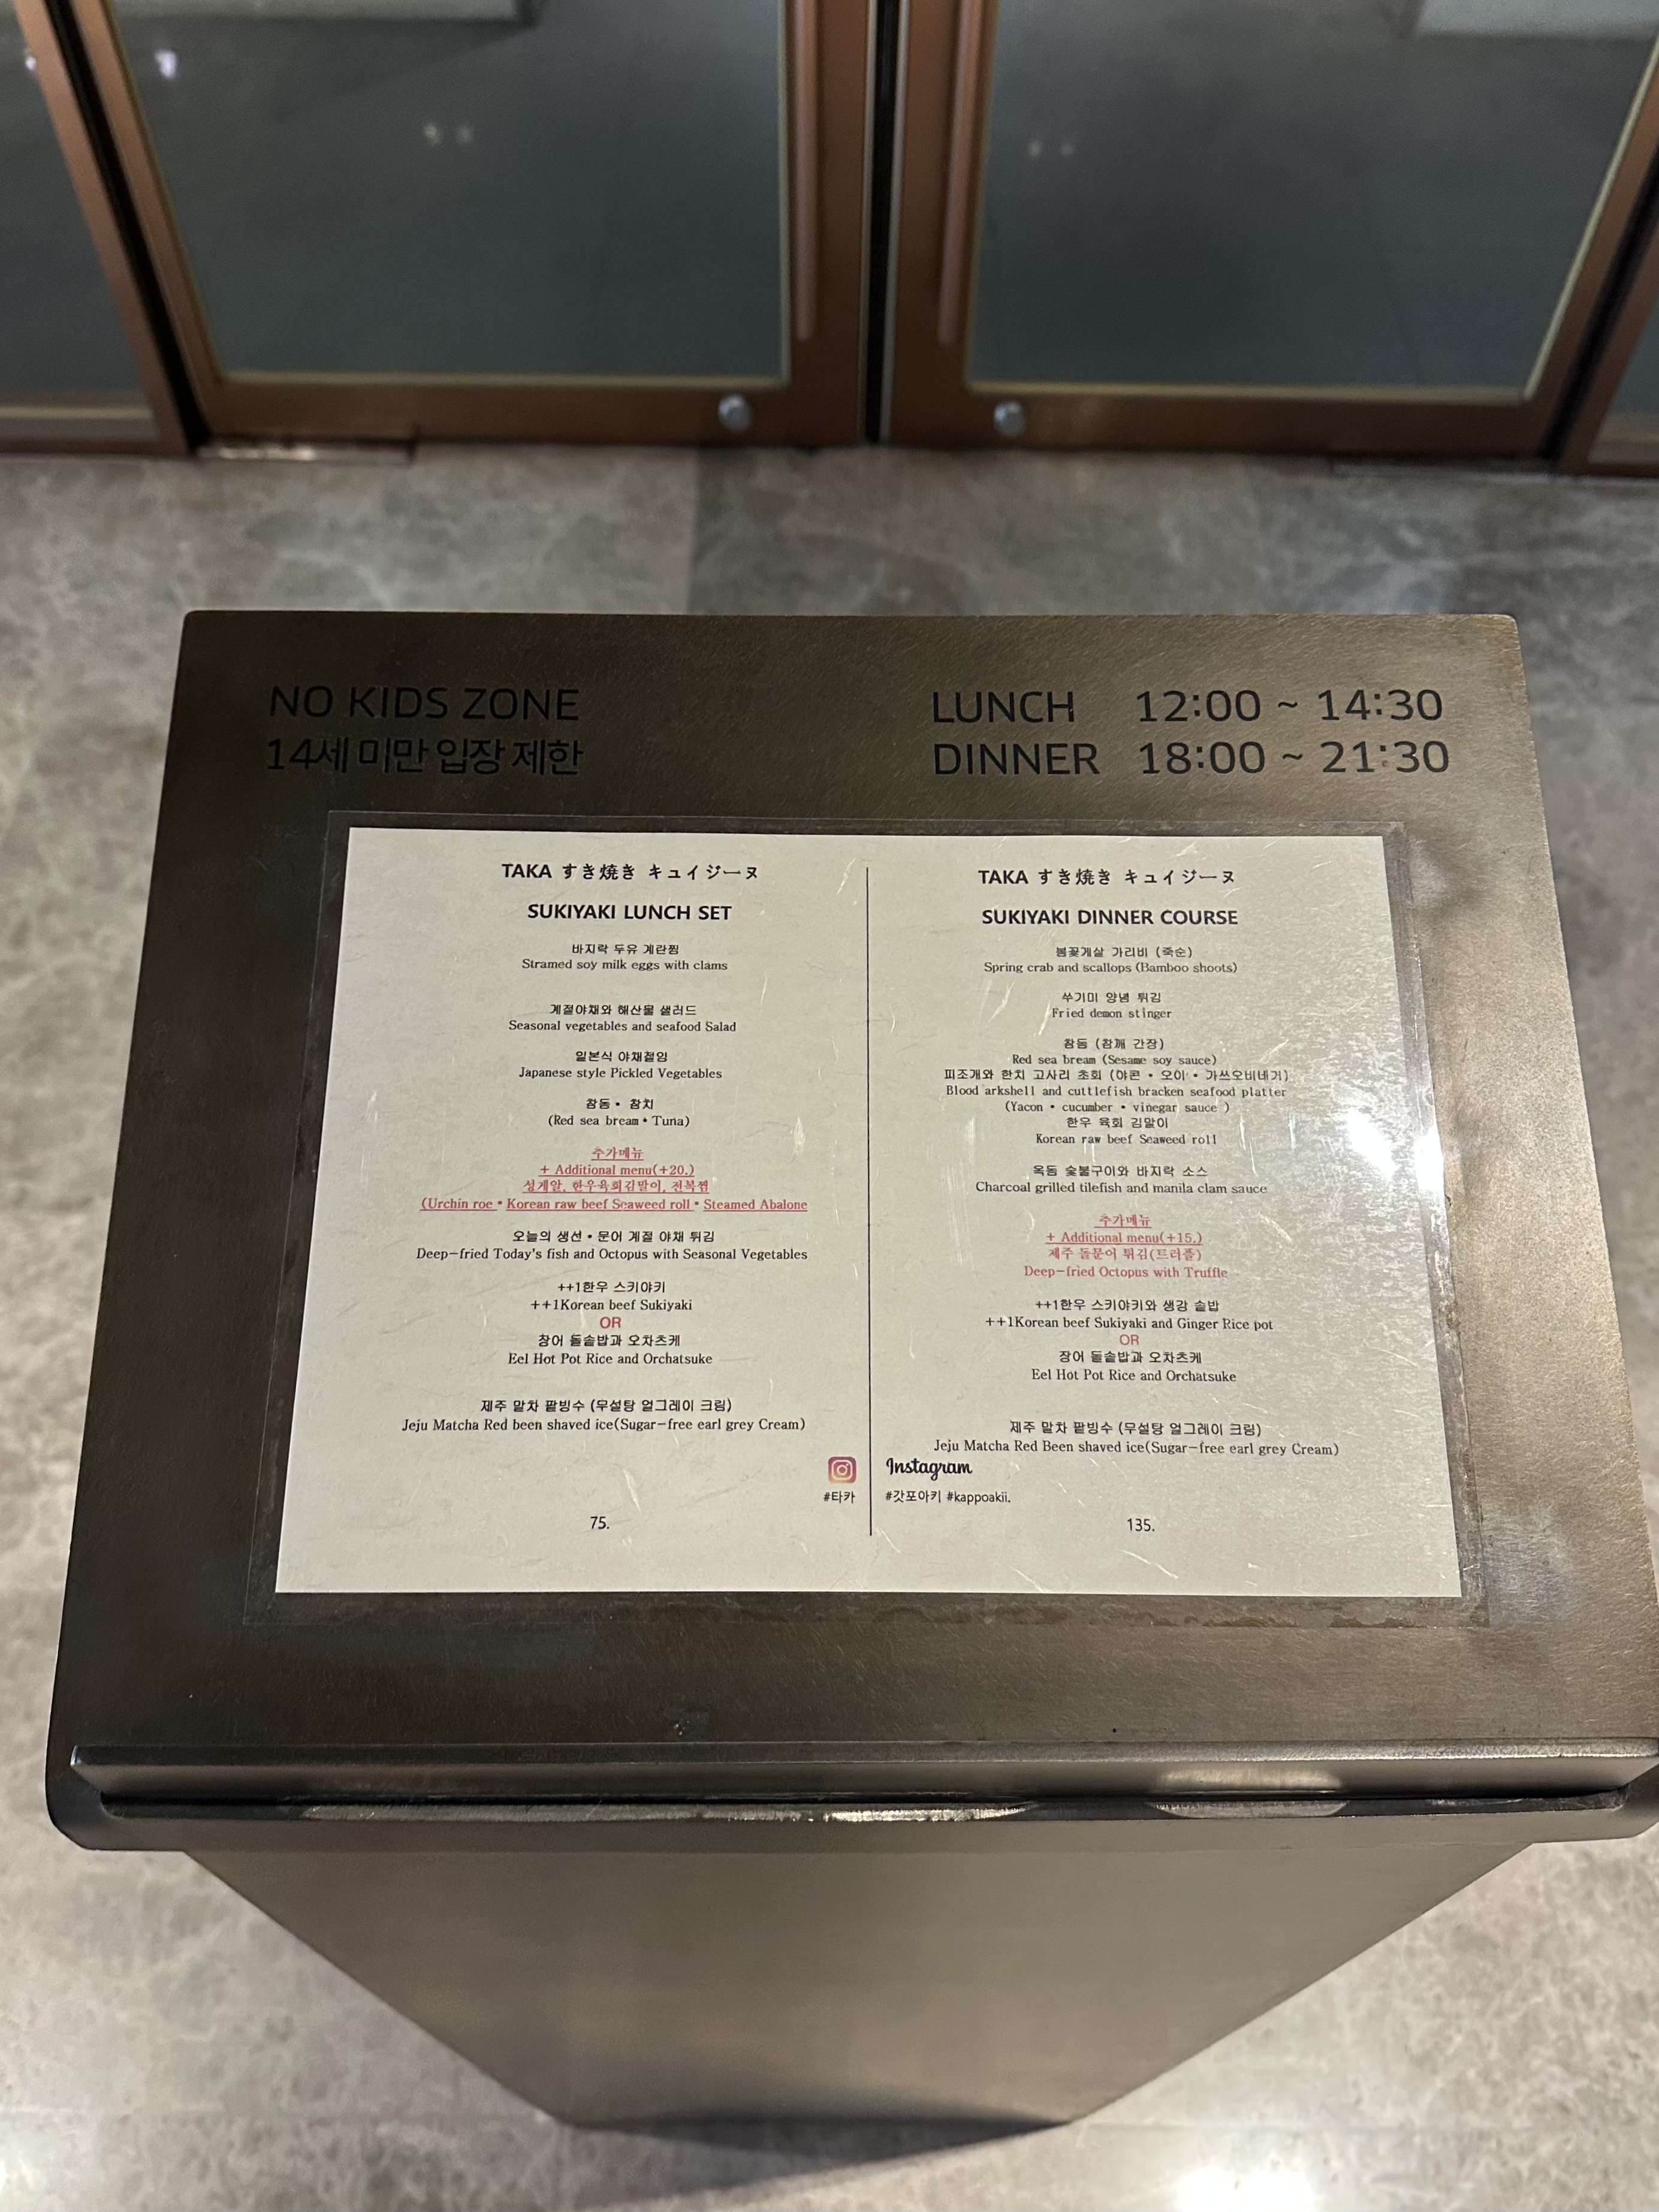 NO KIDS ZONE
14세 미만 입장 제한
LUNCH 12:00 ~ 14:30
DINNER 18:00 ~ 21:30
TAKA すき焼き キュイジーヌ
SUKIYAKI LUNCH SET
바지락 두유 계란찜
Stramed soy milk eggs with clams
계절야채와 해산물 샐러드
Seasonal vegetables and seafood Salad
일본식 야채절임
Japanese style Pickled Vegetables
참돔 • 참치
(Red sea bream • Tuna)
추가메뉴
+ Additional menu(+20.)
성게알, 한우육회김말이, 전복찜
(Urchin roe • Korean raw beef Seaweed roll • Steamed Abalone
오늘의 생선 • 문어 계절 야채 튀김
Deep-fried Today's fish and Octopus with Seasonal Vegetables
++1한우 스키야키
++1Korean beef Sukiyaki
OR
장어 돌솥밥과 오차츠케
Eel Hot Pot Rice and Orchatsuke
제주 말차 팥빙수 (무설탕 얼그레이 크림)
Jeju Matcha Red been shaved ice(Sugar-free earl grey Cream)
#타카
75.
TAKA すき焼き キュイジーヌ
SUKIYAKI DINNER COURSE
봄꽃게살 가리비 (죽순)
Spring crab and scallops (Bamboo shoots)
쑤기미 양념 튀김
Fried demon stinger
참돔 (참깨 간장)
Red sea bream (Sesame soy sauce)
피조개와 한치 고사리 초회 (야콘 • 오이 • 가쓰오비네거)
Blood arkshell and cuttlefish bracken seafood platter
(Yacon • cucumber • vinegar sauce )
한우 육회 김말이
Korean raw beef Seaweed roll
옥돔 숯불구이와 바지락 소스
Charcoal grilled tilefish and manila clam sauce
추가메뉴
+ Additional menu(+15.)
제주 돌문어 튀김(트러플)
Deep-fried Octopus with Truffle
++1한우 스키야키와 생강 솥밥
++1Korean beef Sukiyaki and Ginger Rice pot
OR
장어 돌솥밥과 오차츠케
Eel Hot Pot Rice and Orchatsuke
제주 말차 팥빙수 (무설탕 얼그레이 크림)
Jeju Matcha Red Been shaved ice(Sugar-free earl grey Cream)
Instagram
#갓포아키 #kappoakii.
135.